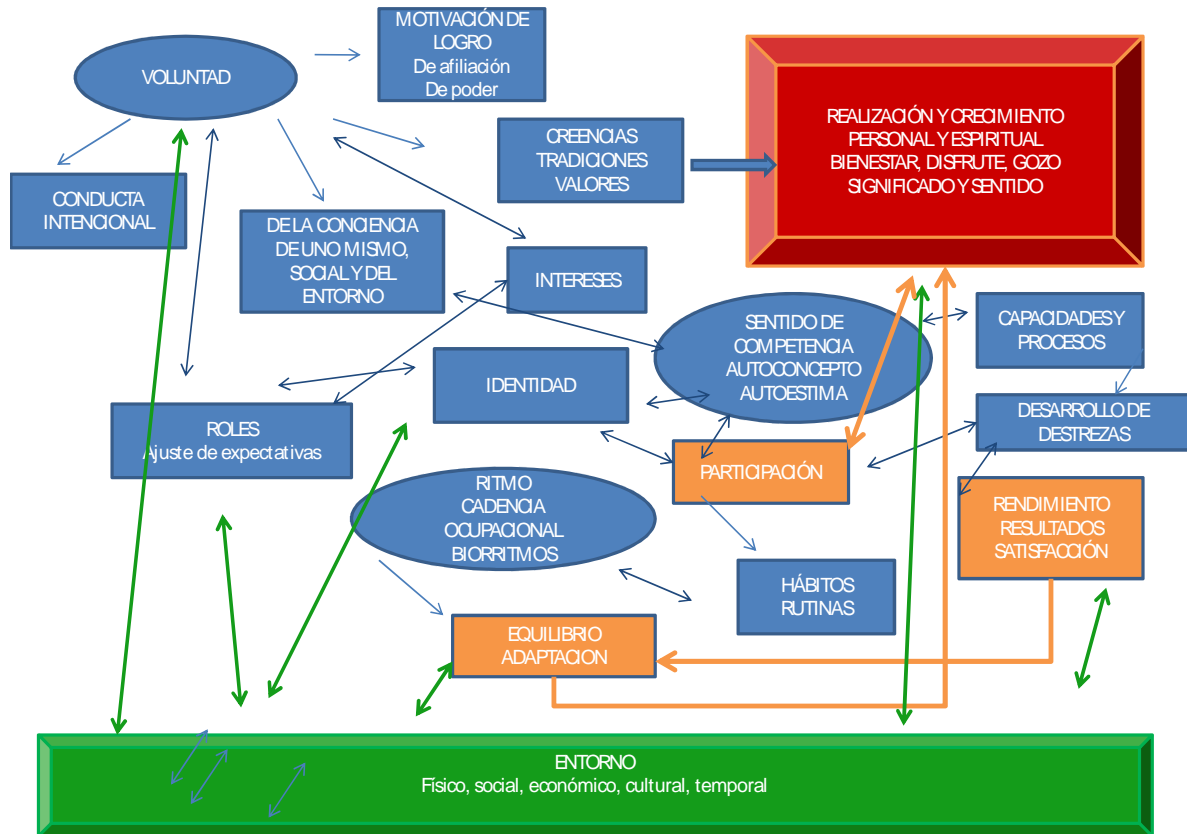 MOTIVACIÓN DE
LOGRO
De afiliación
De poder
VOLUNTAD
REALIZACIÓN Y CRECIMIENTO
PERSONAL Y ESPIRITUAL
BIENESTAR, DISFRUTE, GOZO
SIGNIFICADO Y SENTIDO
CREENCIAS
TRADICIONES
VALORES
CONDUCTA
INTENCIONAL
DE LA CONCIENCIA
DE UNO MISMO,
SOCIAL Y DEL
ENTORNO
INTERESES
SENTIDO DE
COMPETENCIA
AUTOCONCEPTO
AUTOESTIMA
CAPACIDADES Y
PROCESOS
IDENTIDAD
ROLES
Ajuste de expectativas
DESARROLLO DE
DESTREZAS
PARTICIPACIÓN
RITMO
CADENCIA
OCUPACIONAL
BIORRITMOS
RENDIMIENTO
RESULTADOS
SATISFACCIÓN
HÁBITOS
RUTINAS
EQUILIBRIO
ADAPTACION
ENTORNO
Físico, social, económico, cultural, temporal